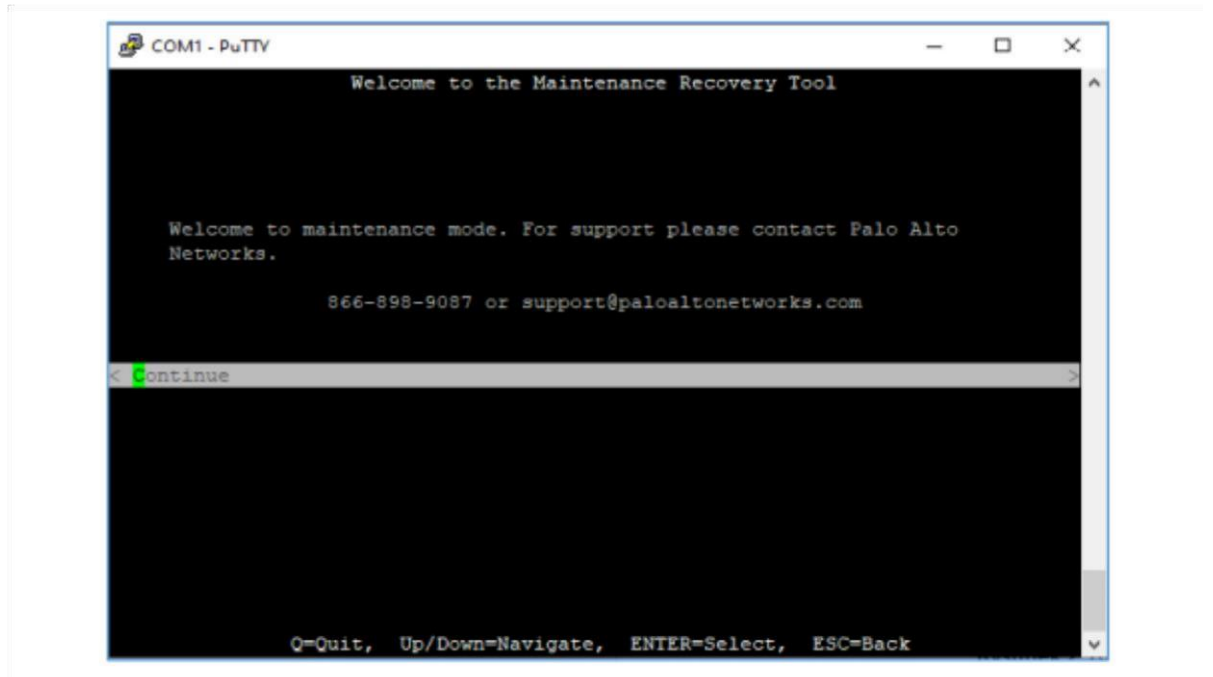 COM1 - PuTTY
Welcome to the Maintenance Recovery Tool
Welcome to maintenance mode. For support please contact Palo Alto
Networks.
866-898-9087 or support@paloaltonetworks.com
< Continue >
Q=Quit, Up/Down=Navigate, ENTER=Select, ESC=Back